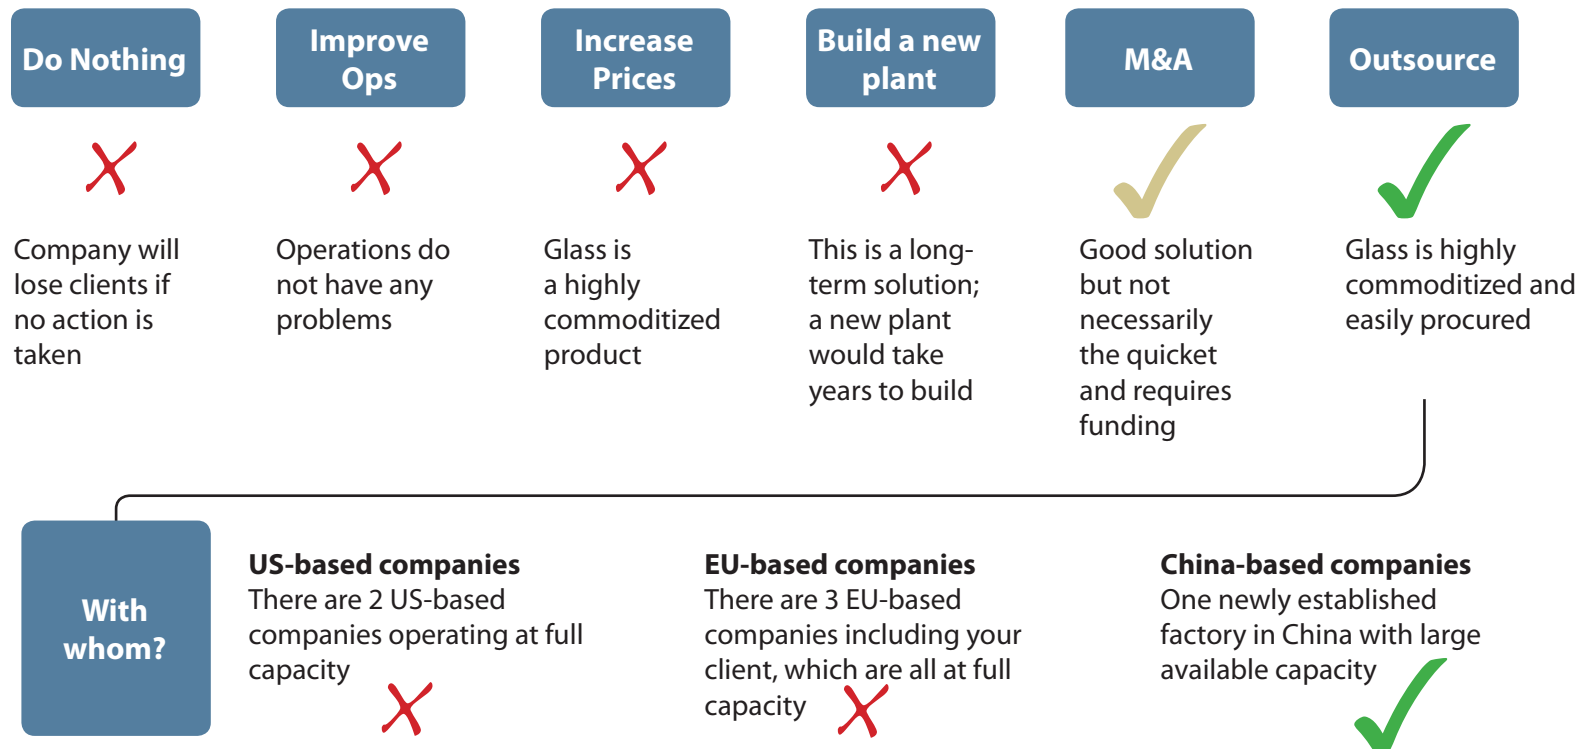 Do Nothing
Improve
Ops
Increase
Prices
Build a new
plant
M&A
Outsource
Company will
lose clients if
no action is
taken
Operations do
not have any
problems
Glass is
a highly
commoditized
product
This is a long-
term solution;
a new plant
would take
years to build
Good solution
but not
necessarily
the quicket
and requires
funding
Glass is highly
commoditized and
easily procured
With
whom?
US-based companies
There are 2 US-based
companies operating at full
capacity
EU-based companies
There are 3 EU-based
companies including your
client, which are all at full
capacity
China-based companies
One newly established
factory in China with large
available capacity